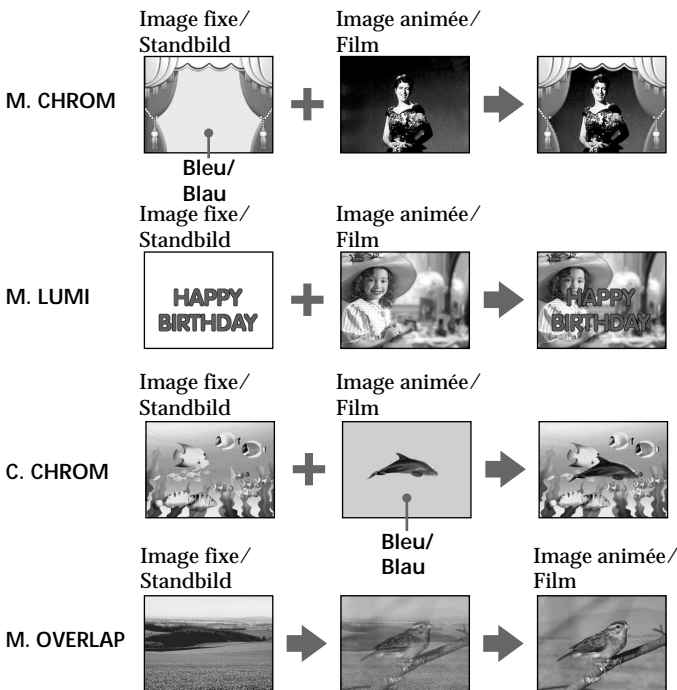 Image fixe/
Standbild
Image animée/
Film
M. CHROM
Bleu/
Blau
Image fixe/
Standbild
Image animée/
Film
M. LUMI
HAPPY
BIRTHDAY
HAPPY
BIRTHDAY
Image fixe/
Standbild
Image animée/
Film
C. CHROM
Bleu/
Blau
Image fixe/
Standbild
Image animée/
Film
M. OVERLAP